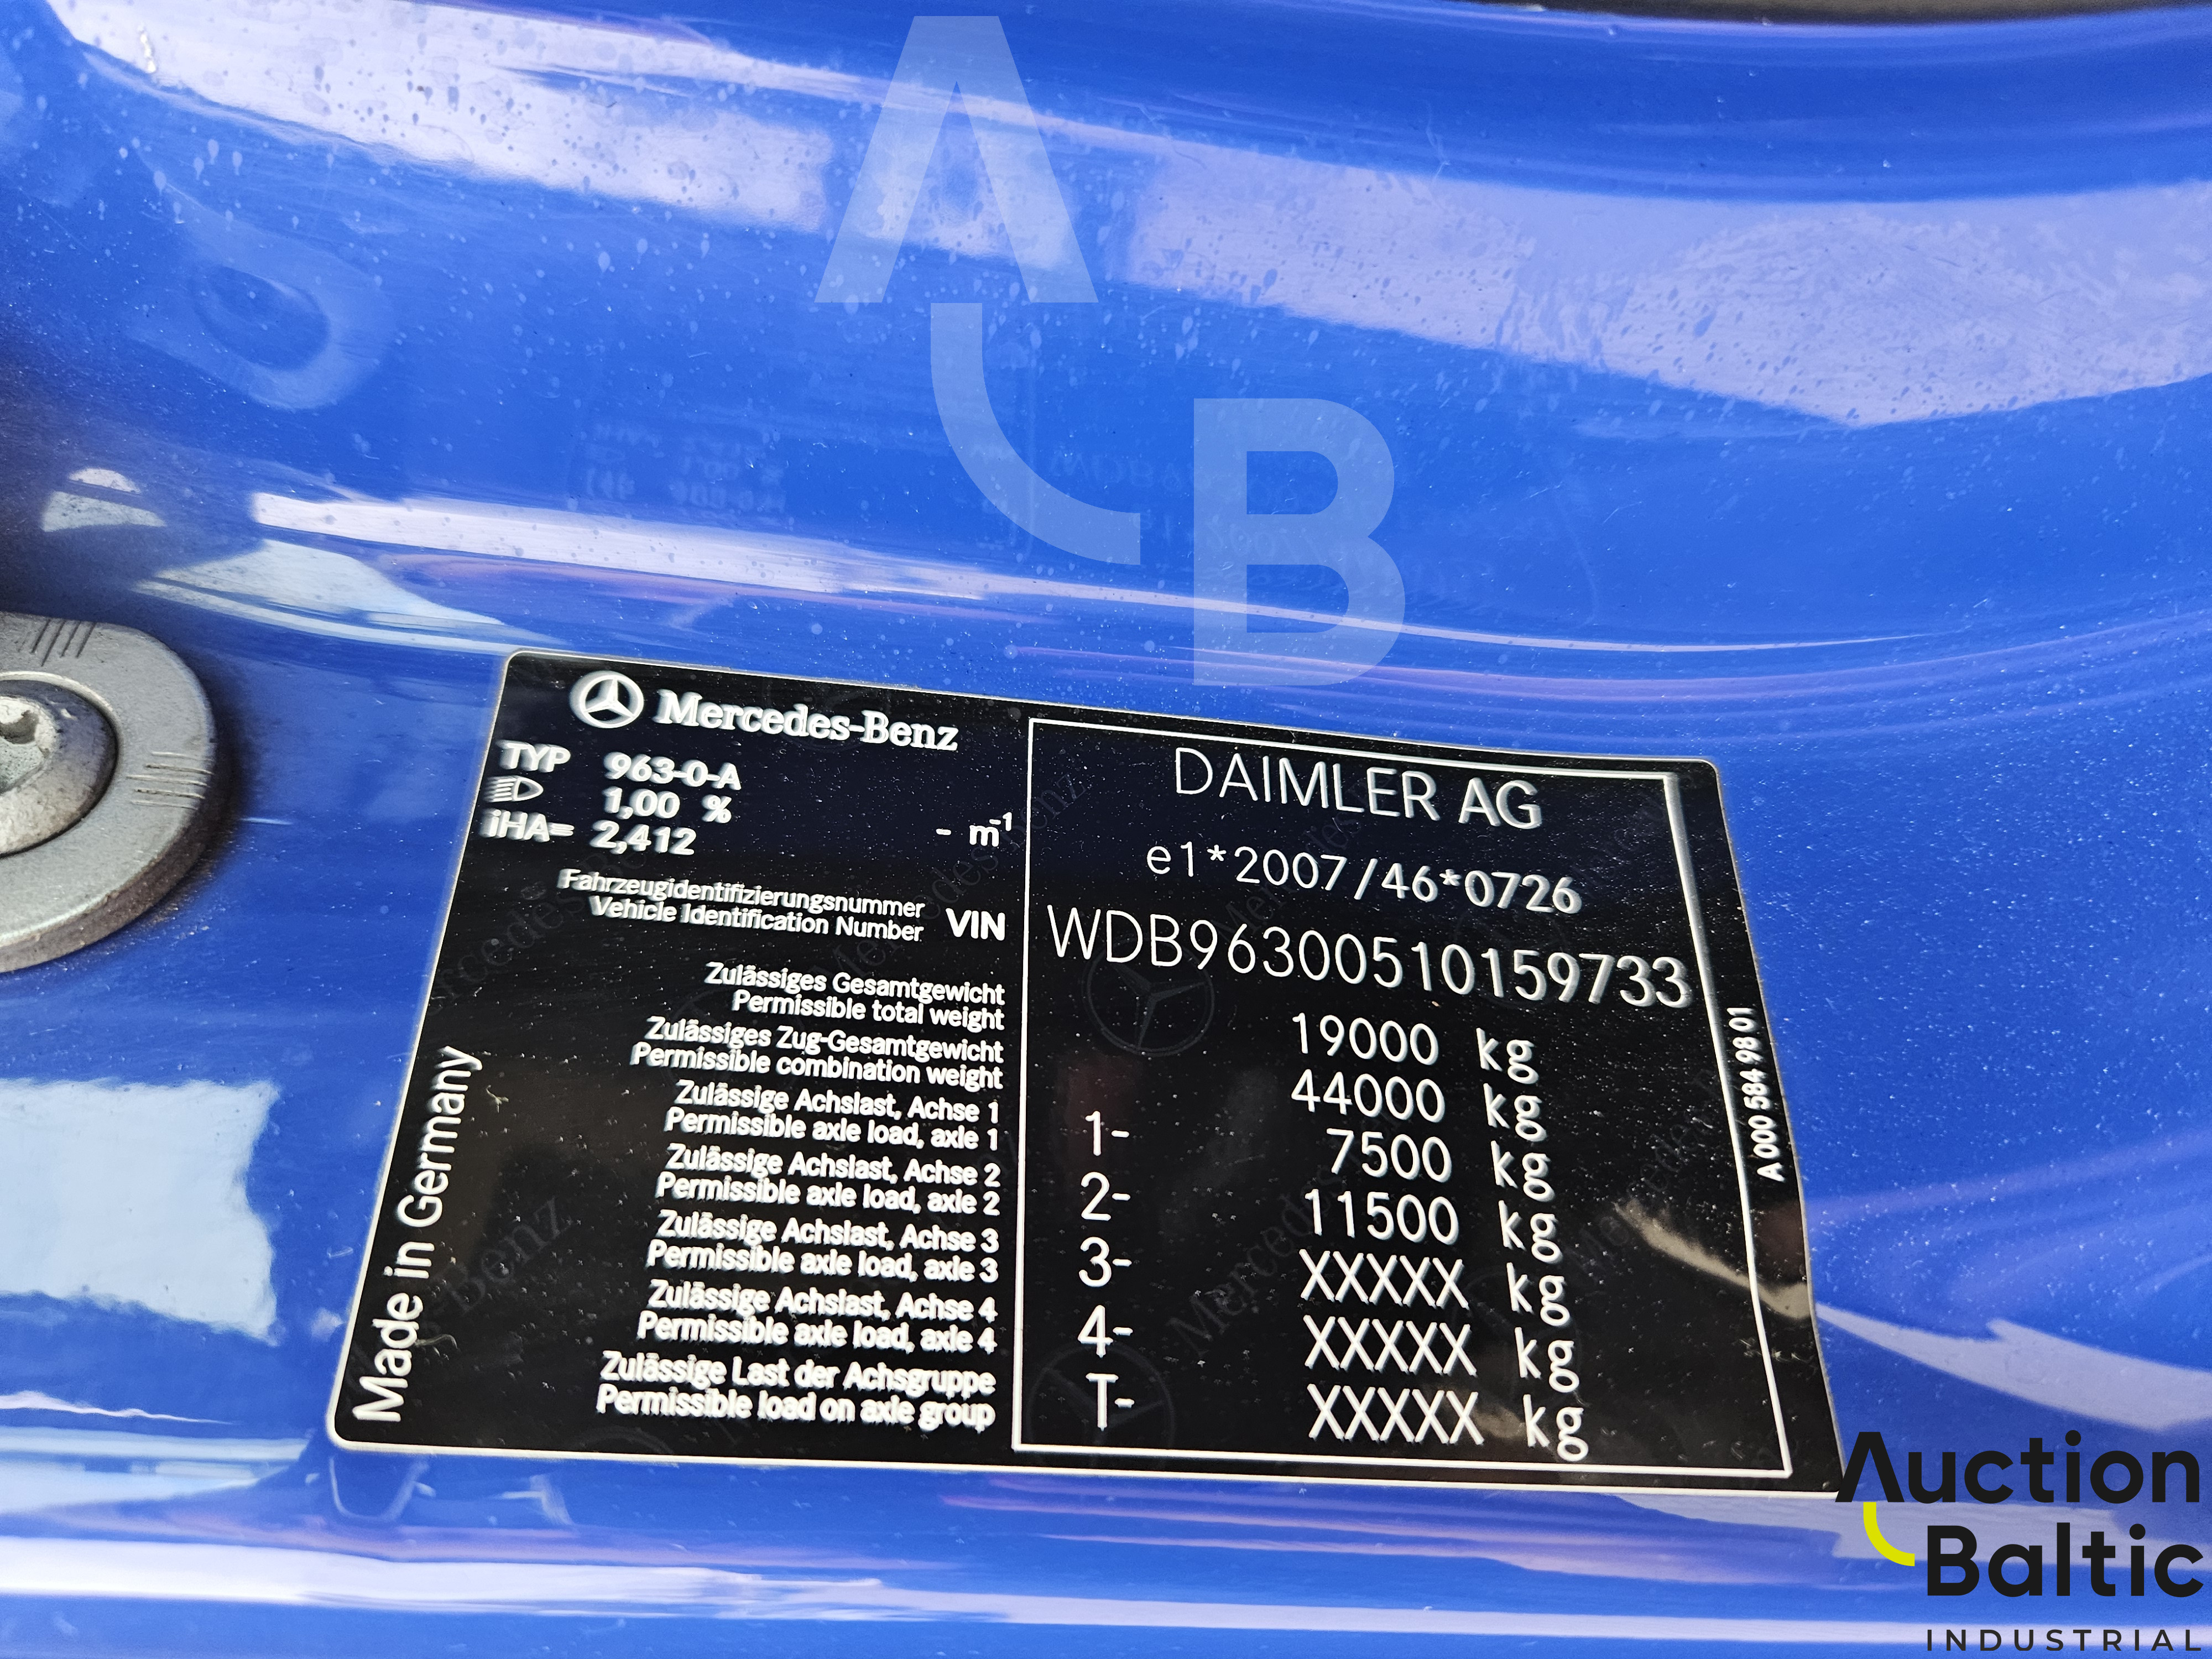 Mercedes-Benz
TYP 963-0-A
1,00 %
iHA= 2,412
- m-1
Fahrzeugidentifizierungsnummer
Vehicle Identification Number
VIN
Zulässiges Gesamtgewicht
Permissible total weight
Zulässiges Zug-Gesamtgewicht
Permissible combination weight
Zulässige Achslast, Achse 1
Permissible axle load, axle 1
Zulässige Achslast, Achse 2
Permissible axle load, axle 2
Zulässige Achslast, Achse 3
Permissible axle load, axle 3
Zulässige Achslast, Achse 4
Permissible axle load, axle 4
Zulässige Last der Achsgruppe
Permissible load on axle group
Made in Germany
DAIMLER AG
e1*2007/46*0726
WDB96300510159733
19000 kg
44000 kg
1- 7500 kg
2- 11500 kg
3- XXXXX kg
4- XXXXX kg
T- XXXXX kg
A 000 584 98 01
AB
Auction
Baltic
INDUSTRIAL